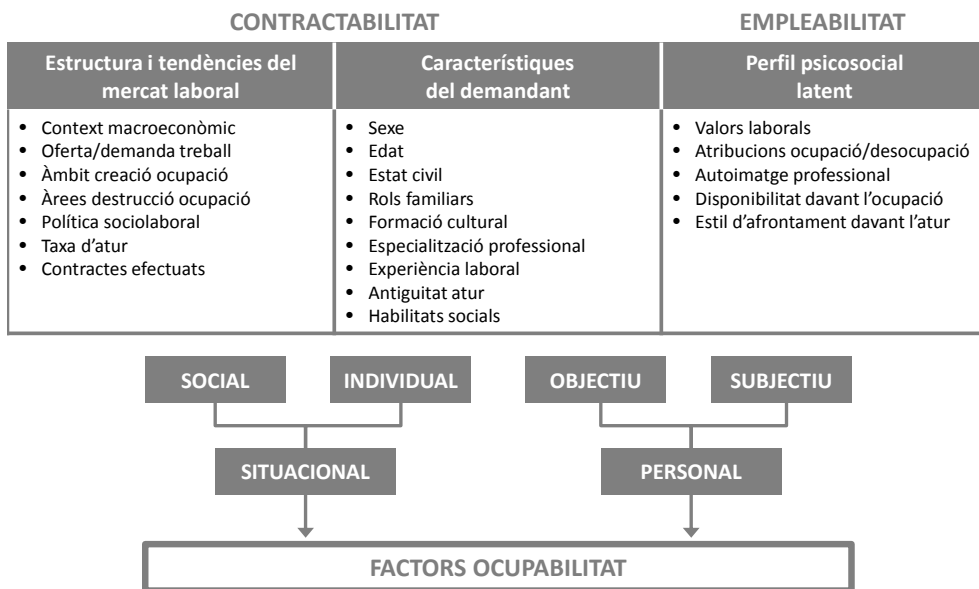 CONTRACTABILITAT
EMPLEABILITAT
Estructura i tendències del
mercat laboral
Característiques
del demandant
Perfil psicosocial
latent
• Context macroeconòmic
• Oferta/demanda treball
• Àmbit creació ocupació
• Àrees destrucció ocupació
• Política sociolaboral
• Taxa d'atur
• Contractes efectuats
• Sexe
• Edat
• Estat civil
• Rols familiars
• Formació cultural
• Especialització professional
• Experiència laboral
• Antiguitat atur
• Habilitats socials
• Valors laborals
• Atribucions ocupació/desocupació
• Autoimatge professional
• Disponibilitat davant l'ocupació
• Estil d'afrontament davant l'atur
SOCIAL
INDIVIDUAL
OBJECTIU
SUBJECTIU
SITUACIONAL
PERSONAL
FACTORS OCUPABILITAT